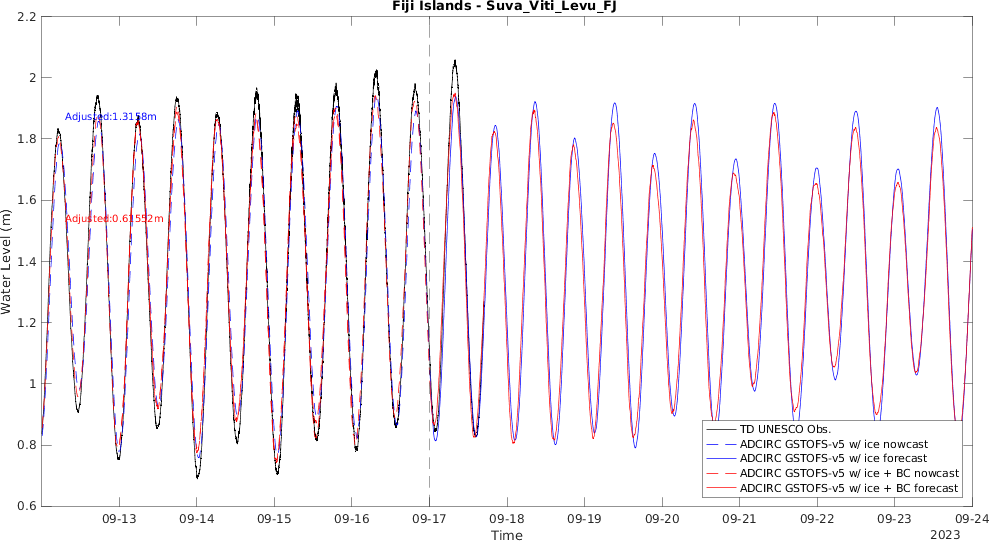 Fiji Islands - Suva_Viti_Levu_FJ
2.2
2
1.8
1.6
1.4
1.2
1
0.8
0.6
Water Level (m)
Adjusted:1.3158m
Adjusted:0.61552m
TD UNESCO Obs.
ADCIRC GSTOFS-v5 w/ ice nowcast
ADCIRC GSTOFS-v5 w/ ice forecast
ADCIRC GSTOFS-v5 w/ ice + BC nowcast
ADCIRC GSTOFS-v5 w/ ice + BC forecast
09-13 09-14 09-15 09-16 09-17 09-18 09-19 09-20 09-21 09-22 09-23 09-24
Time
2023